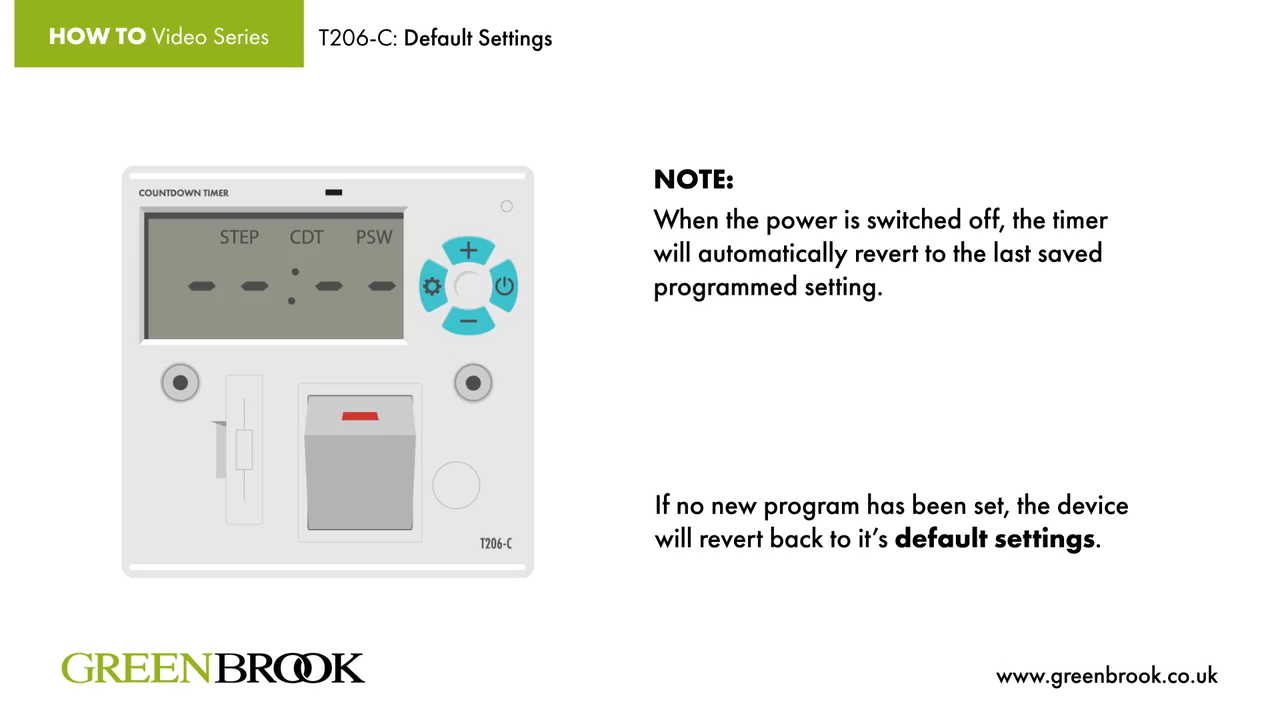 HOW TO Video Series
T206-C: Default Settings
COUNTDOWN TIMER
STEP CDT PSW
- - : - -
T206-C
NOTE:
When the power is switched off, the timer
will automatically revert to the last saved
programmed setting.
If no new program has been set, the device
will revert back to it's default settings.
GREENBROOK
www.greenbrook.co.uk